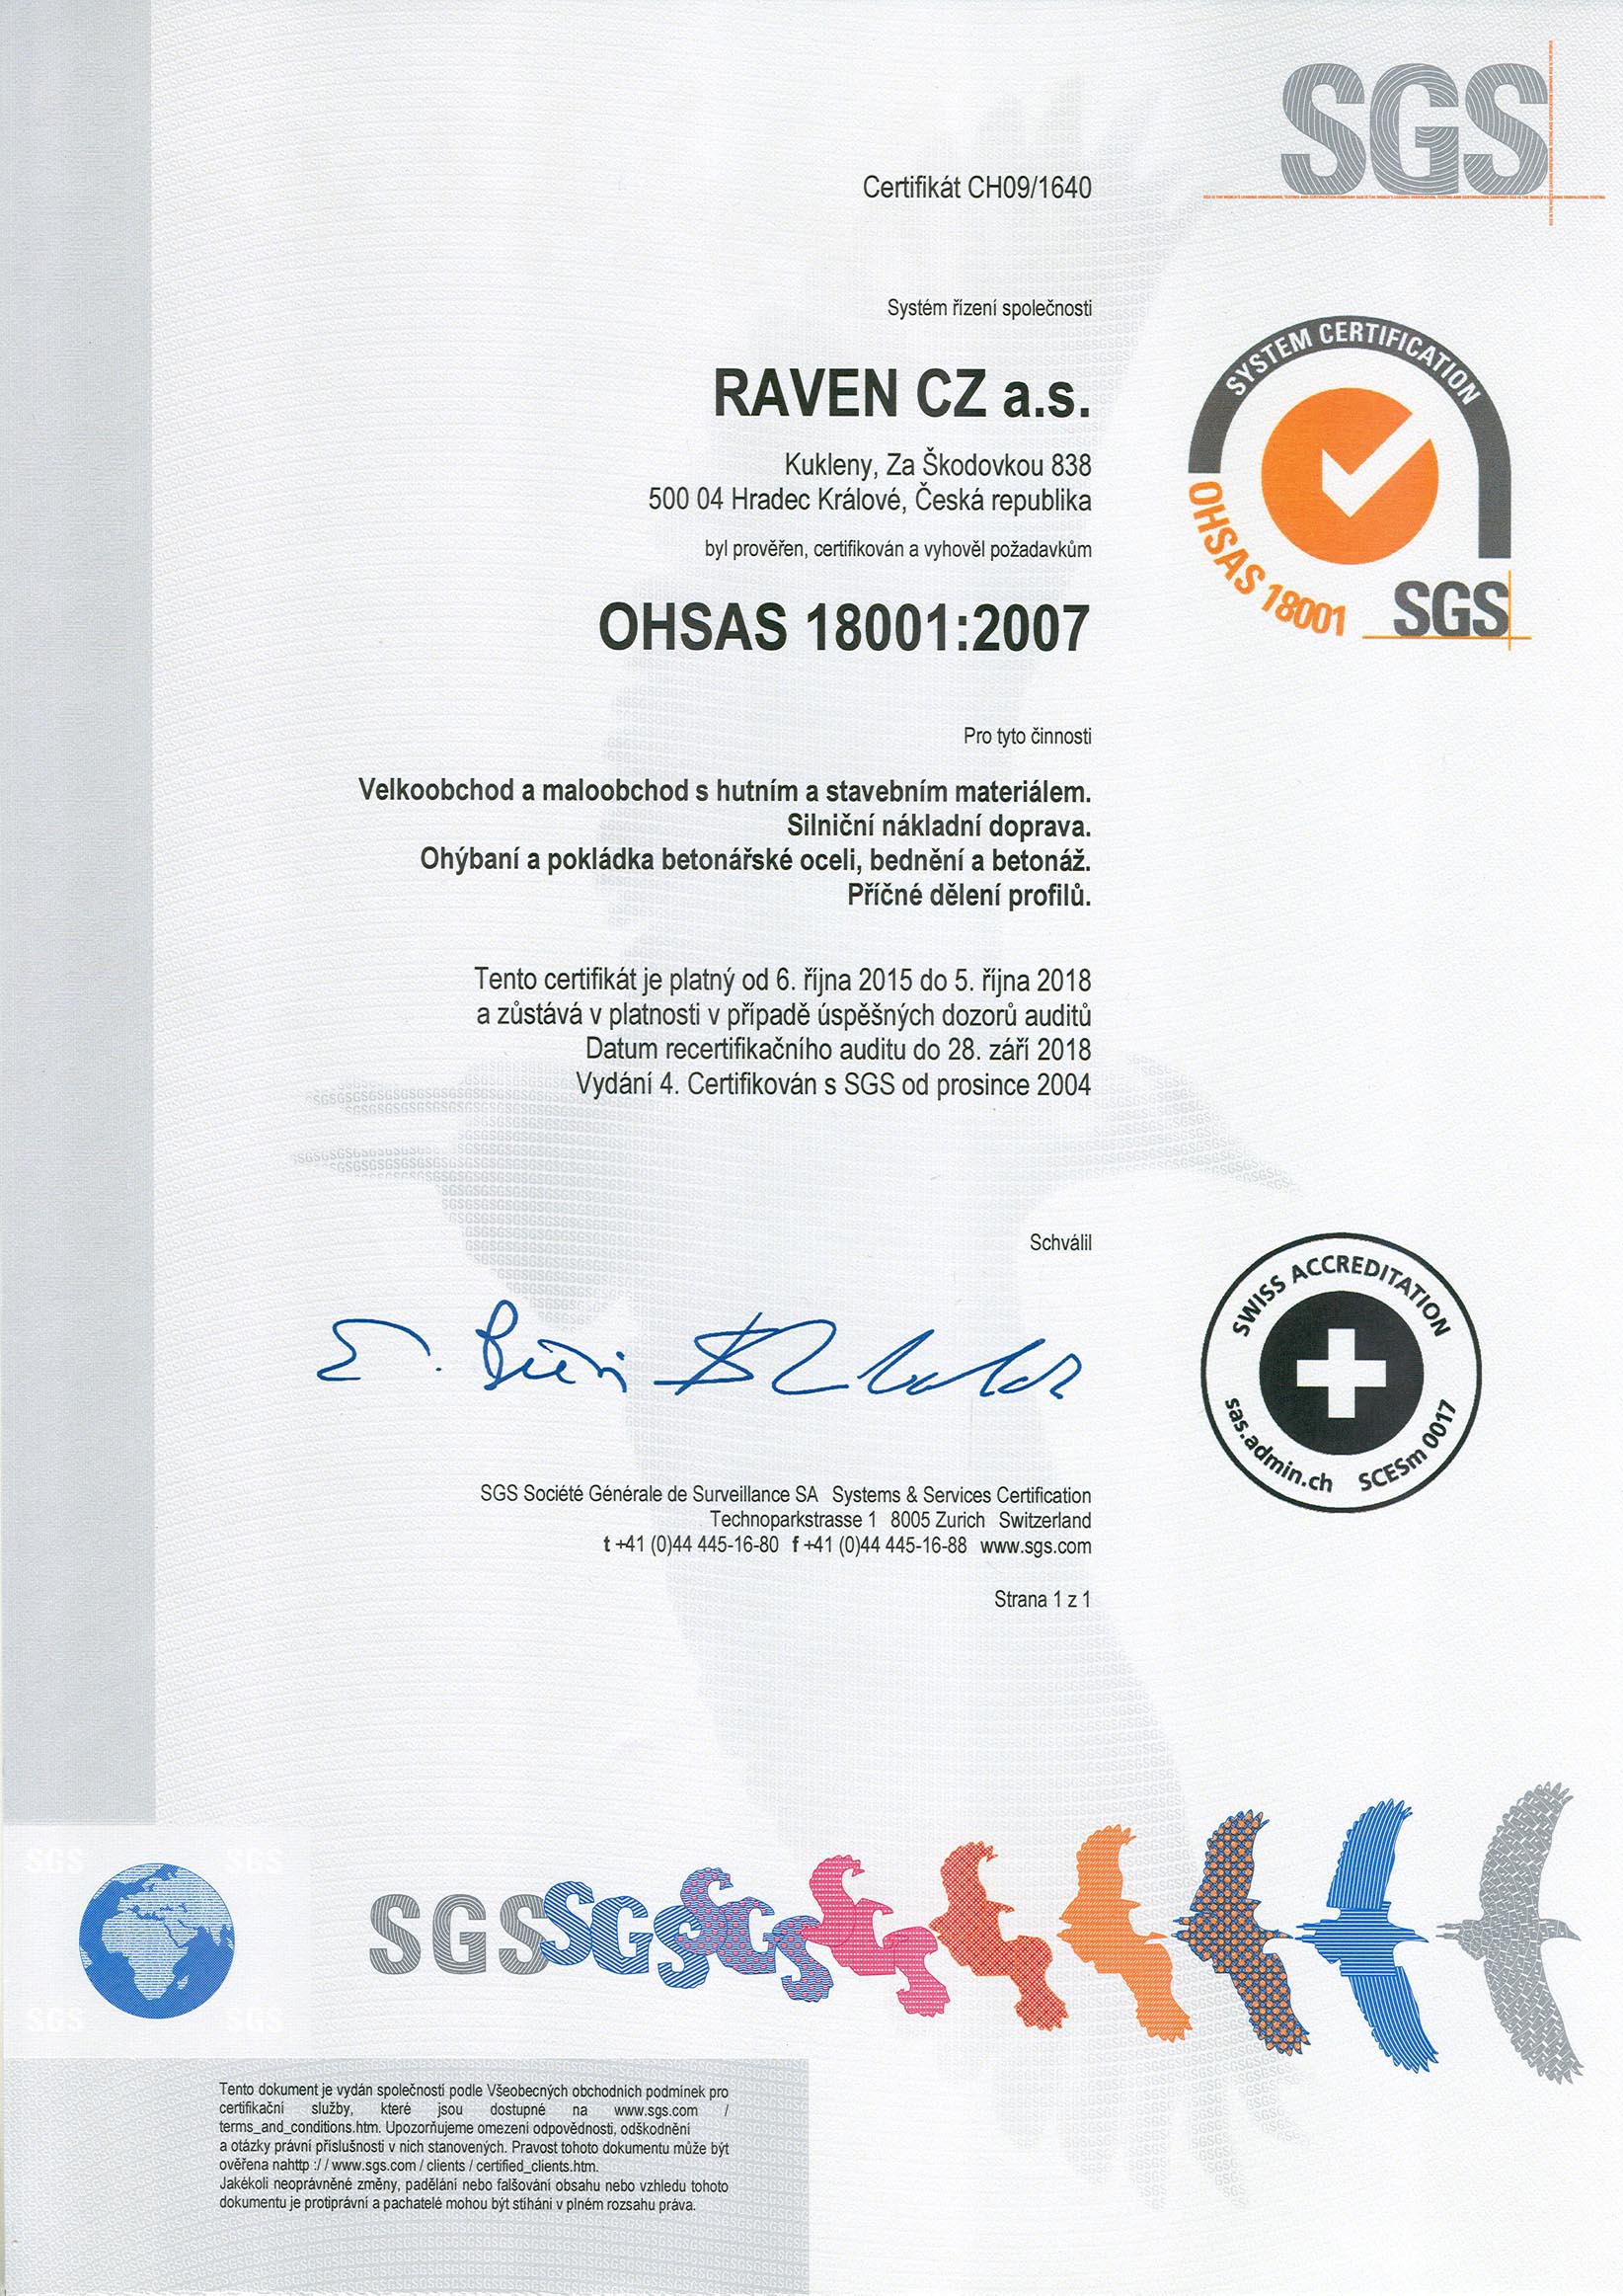 SGS
Certifikát CH09/1640
Systém řízení společnosti
RAVEN CZ a.s.
Kukleny, Za Škodovkou 838
500 04 Hradec Králové, Česká republika
byl prověřen, certifikován a vyhověl požadavkům
OHSAS 18001:2007
SYSTEM CERTIFICATION
OHSAS 18001
SGS
Pro tyto činnosti
Velkoobchod a maloobchod s hutním a stavebním materiálem.
Silniční nákladní doprava.
Ohýbaní a pokládka betonářské oceli, bednění a betonáž.
Příčné dělení profilů.
Tento certifikát je platný od 6. října 2015 do 5. října 2018
a zůstává v platnosti v případě úspěšných dozorů auditů
Datum recertifikačního auditu do 28. září 2018
Vydání 4. Certifikován s SGS od prosince 2004
Schválil
SWISS ACCREDITATION
sas.admin.ch SCESm 0017
SGS Société Générale de Surveillance SA Systems & Services Certification
Technoparkstrasse 1 8005 Zurich Switzerland
t +41 (0)44 445-16-80 f +41 (0)44 445-16-88 www.sgs.com
Strana 1 z 1
SGS SGS
SGS SGS
SGS SGS SGS
Tento dokument je vydán společností podle Všeobecných obchodních podmínek pro
certifikační služby, které jsou dostupné na www.sgs.com /
terms_and_conditions.htm. Upozorňujeme omezení odpovědnosti, odškodnění
a otázky právní příslušnosti v nich stanovených. Pravost tohoto dokumentu může být
ověřena nahttp :/ / www.sgs.com / clients / certified_clients.htm.
Jakékoli neoprávněné změny, padělání nebo falšování obsahu nebo vzhledu tohoto
dokumentu je protiprávní a pachatelé mohou být stíháni v plném rozsahu práva.